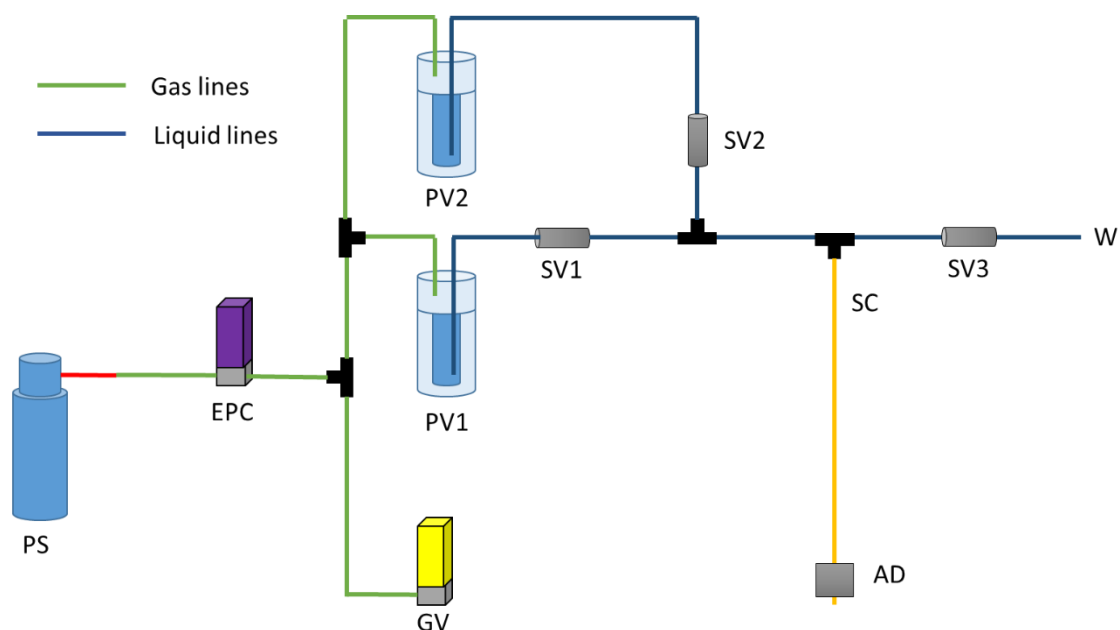 Gas lines
Liquid lines
PV2
SV2
SV1
SV3
W
SC
EPC
PV1
PS
AD
GV